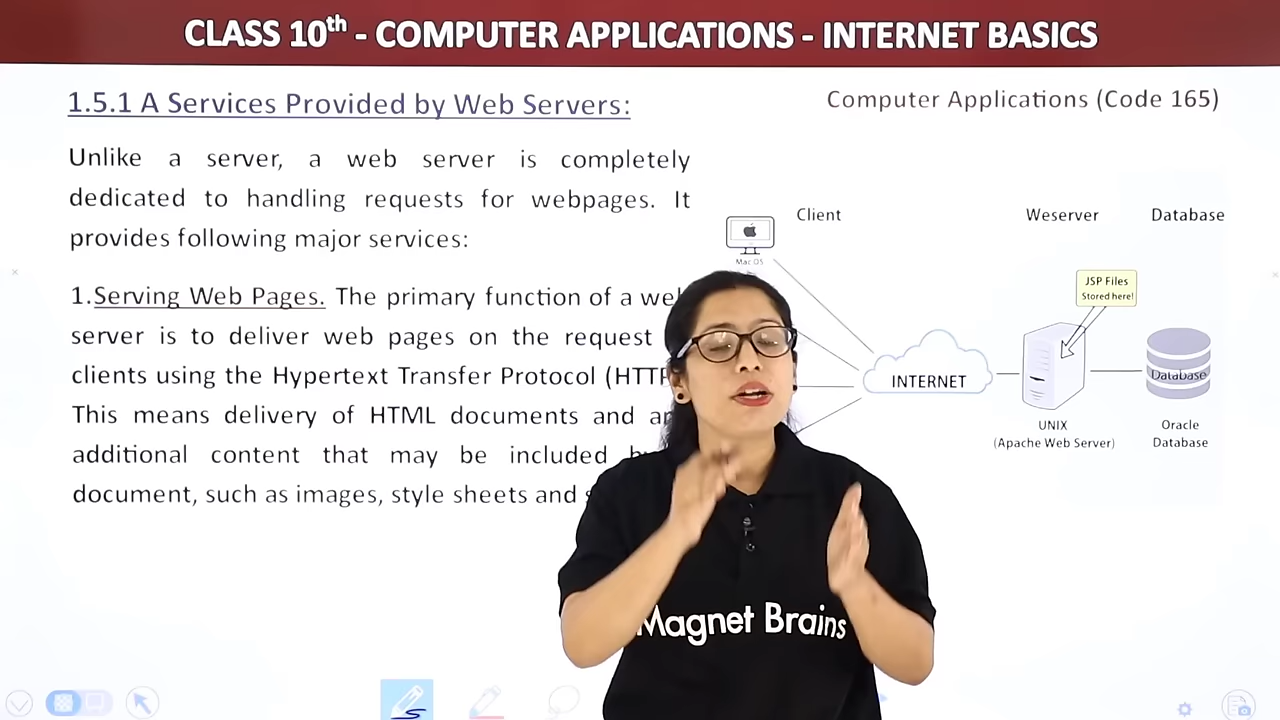 CLASS 10th - COMPUTER APPLICATIONS - INTERNET BASICS
1.5.1 A Services Provided by Web Servers:
Computer Applications (Code 165)
Unlike a server, a web server is completely
dedicated to handling requests for webpages. It
provides following major services:
1.Serving Web Pages. The primary function of a
server is to deliver web pages on the request
clients using the Hypertext Transfer Protocol
This means delivery of HTML documents and
additional content that may be included
document, such as images, style sheets and
Client
Weserver
Database
Mac OS
JSP Files
Stored here!
INTERNET
Database
UNIX
(Apache Web Server)
Oracle
Database
Magnet Brains